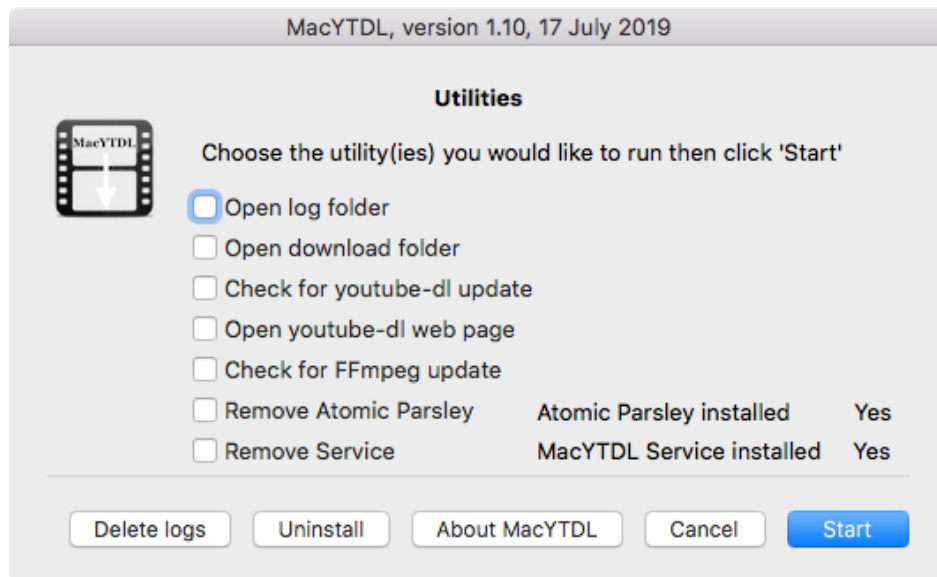 MacYTDL, version 1.10, 17 July 2019
Utilities
MacYTDL
Choose the utility(ies) you would like to run then click 'Start'
Open log folder
Open download folder
Check for youtube-dl update
Open youtube-dl web page
Check for FFmpeg update
Remove Atomic Parsley Atomic Parsley installed Yes
Remove Service MacYTDL Service installed Yes
Delete logs Uninstall About MacYTDL Cancel Start